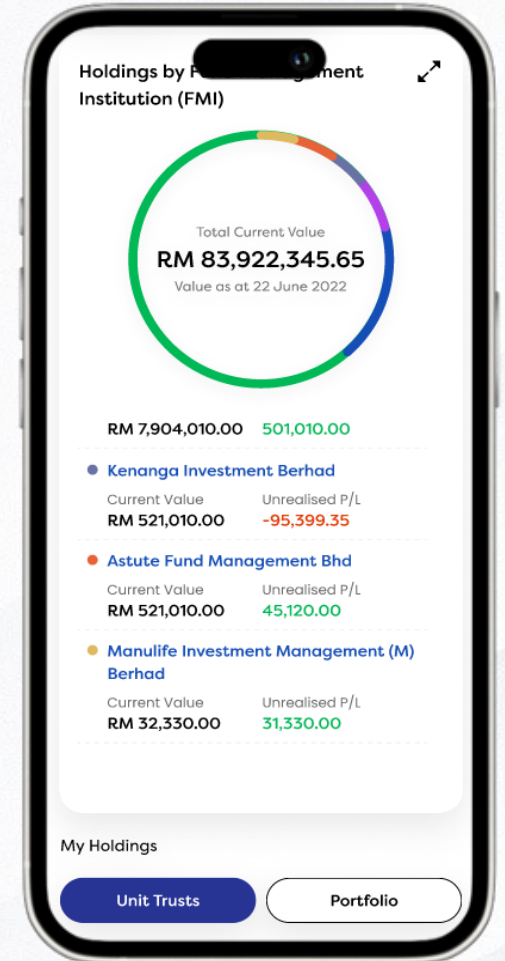 Holdings by F ment
Institution (FMI)
Total Current Value
RM 83,922,345.65
Value as at 22 June 2022
RM 7,904,010.00 501,010.00
Kenanga Investment Berhad
Current Value Unrealised P/L
RM 521,010.00 -95,399.35
Astute Fund Management Bhd
Current Value Unrealised P/L
RM 521,010.00 45,120.00
Manulife Investment Management (M)
Berhad
Current Value Unrealised P/L
RM 32,330.00 31,330.00
My Holdings
Unit Trusts Portfolio